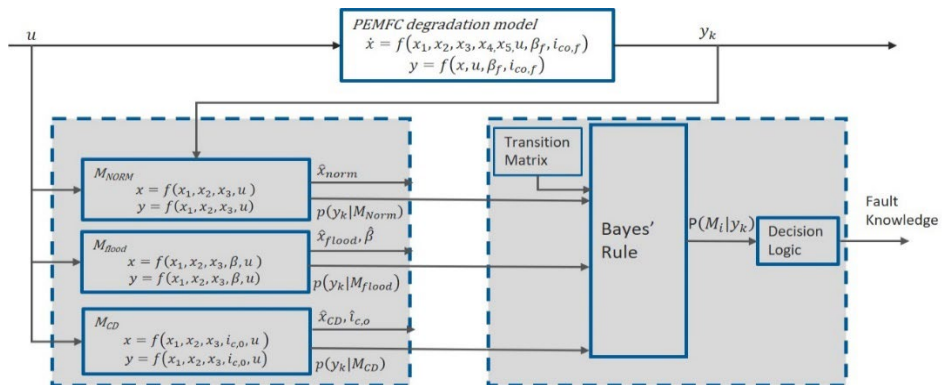 u
PEMFC degradation model
ẋ = f(x₁, x₂, x₃, x₄,x₅,u, β_f, i_co,f)
y = f(x, u, β_f, i_co,f)
y_k
M_NORM
x = f(x₁, x₂, x₃, u )
y = f(x₁, x₂, x₃, u)
x̂_norm
p(y_k|M_Norm)
M_flood
x = f(x₁, x₂, x₃, β, u )
y = f(x₁, x₂, x₃, β, u)
x̂_flood, β̂
p(y_k|M_flood)
M_CD
x = f(x₁, x₂, x₃, i_c,0, u)
y = f(x₁, x₂, x₃, i_c,0, u)
x̂_CD, î_c,o
p(y_k|M_CD)
Transition
Matrix
Bayes'
Rule
P(M_i|y_k)
Decision
Logic
Fault
Knowledge